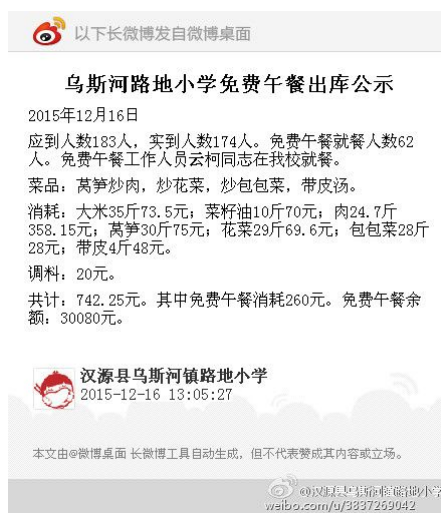 以下长微博发自微博桌面
乌斯河路地小学免费午餐出库公示
2015年12月16日
应到人数183人，实到人数174人。免费午餐就餐人数62
人。免费午餐工作人员云柯同志在我校就餐。
菜品：莴笋炒肉，炒花菜，炒包包菜，带皮汤。
消耗：大米35斤73.5元；菜籽油10斤70元；肉24.7斤
358.15元；莴笋30斤75元；花菜29斤69.6元；包包菜28斤
28元；带皮4斤48元。
调料：20元。
共计：742.25元。其中免费午餐消耗260元。免费午餐余
额：30080元。
汉源县乌斯河镇路地小学
2015-12-16 13:05:27
本文由@微博桌面 长微博工具自动生成，但不代表赞成其内容或立场。
@汉源县乌斯河镇路地小学
weibo.com/u/3837269042